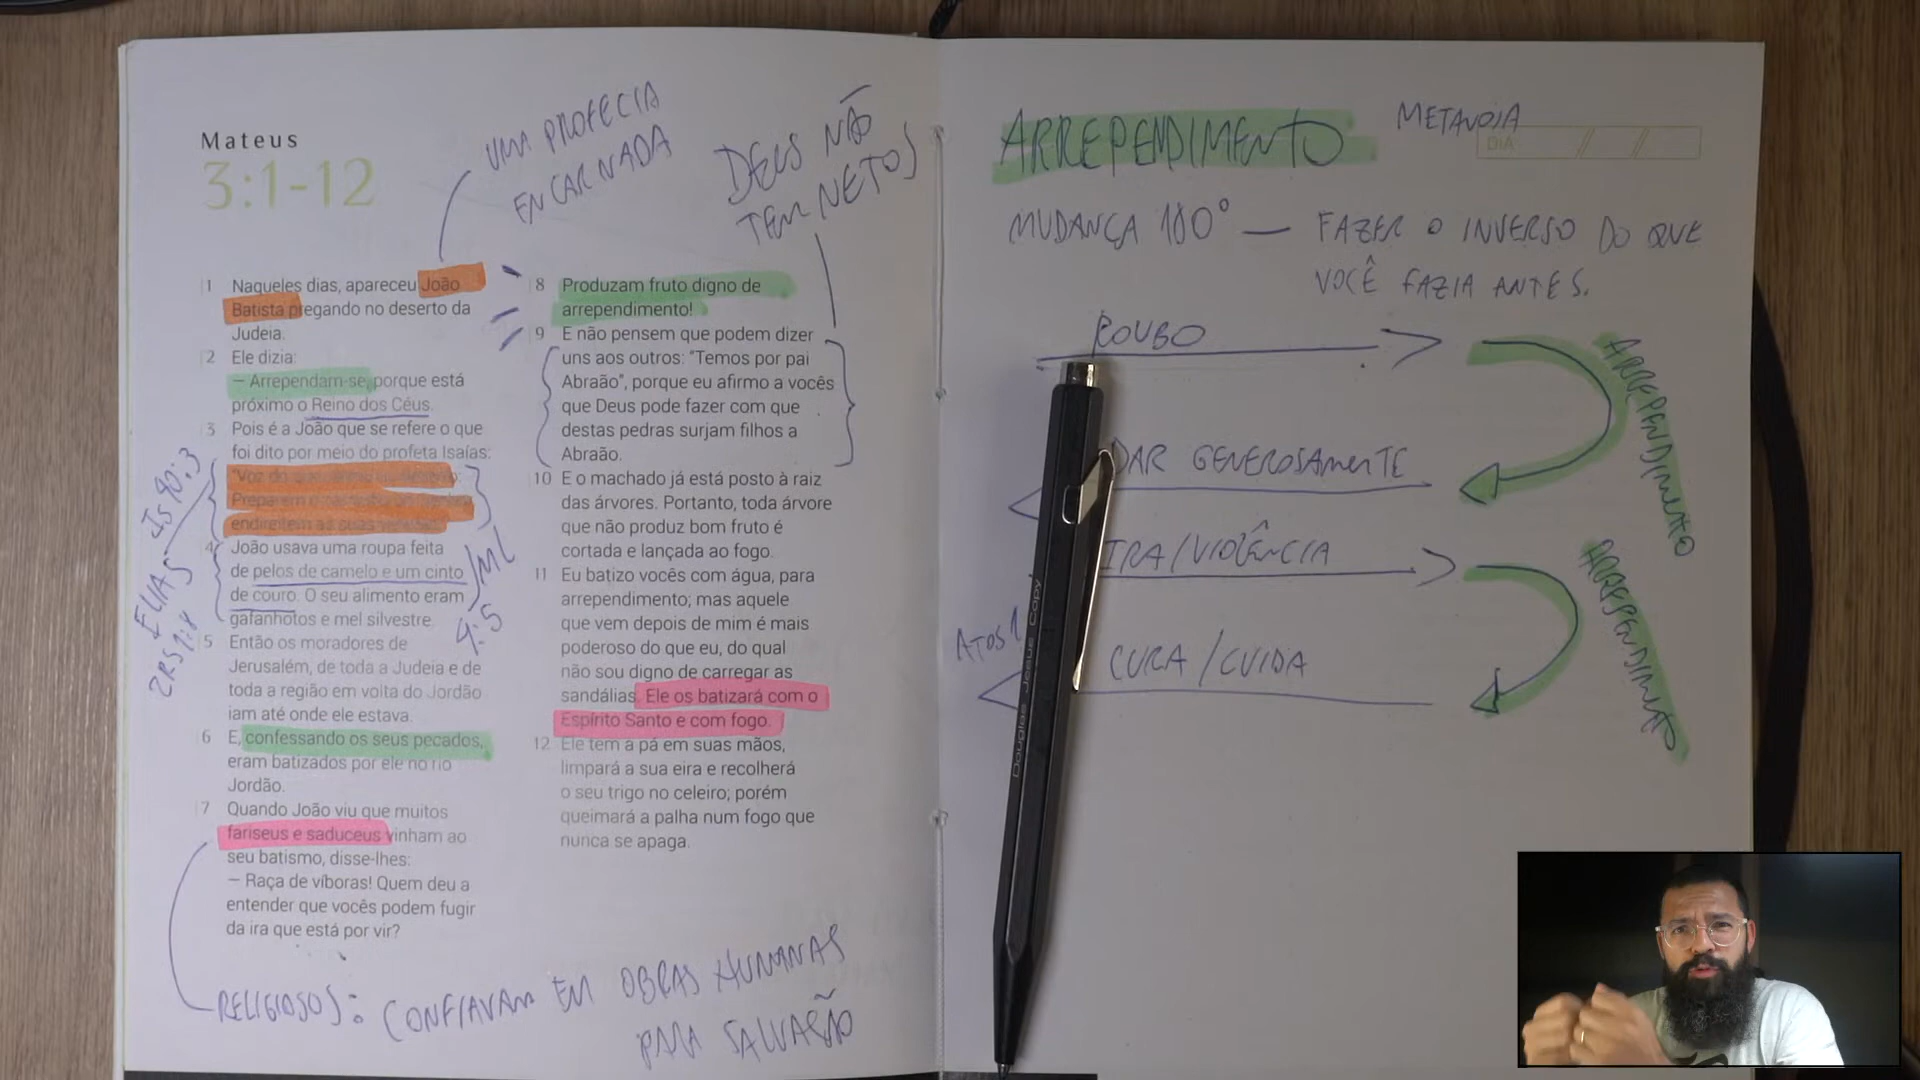 Mateus
3:1-12
UMA PROFECIA
ENCARNADA
DEUS NÃO
TEM NETOS
1 Naqueles dias, apareceu João
Batista pregando no deserto da
Judeia.
2 Ele dizia:
– Arrependam-se, porque está
próximo o Reino dos Céus.
3 Pois é a João que se refere o que
foi dito por meio do profeta Isaías:
"Voz do
Preparem o
endireitem as suas
4 João usava uma roupa feita
de pelos de camelo e um cinto
de couro. O seu alimento eram
gafanhotos e mel silvestre.
5 Então os moradores de
Jerusalém, de toda a Judeia e de
toda a região em volta do Jordão
iam até onde ele estava.
6 E, confessando os seus pecados,
eram batizados por ele no rio
Jordão.
7 Quando João viu que muitos
fariseus e saduceus vinham ao
seu batismo, disse-lhes:
– Raça de víboras! Quem deu a
entender que vocês podem fugir
da ira que está por vir?
Is 40:3
ELIAS
2RS 1:8
ML
4:5
8 Produzam fruto digno de
arrependimento!
9 E não pensem que podem dizer
uns aos outros: "Temos por pai
Abraão", porque eu afirmo a vocês
que Deus pode fazer com que
destas pedras surjam filhos a
Abraão.
10 E o machado já está posto à raiz
das árvores. Portanto, toda árvore
que não produz bom fruto é
cortada e lançada ao fogo.
11 Eu batizo vocês com água, para
arrependimento; mas aquele
que vem depois de mim é mais
poderoso do que eu, do qual
não sou digno de carregar as
sandálias. Ele os batizará com o
Espírito Santo e com fogo.
12 Ele tem a pá em suas mãos,
limpará a sua eira e recolherá
o seu trigo no celeiro; porém
queimará a palha num fogo que
nunca se apaga.
RELIGIOSOS: CONFIAVAM EM OBRAS HUMANAS
PARA SALVAÇÃO
ARREPENDIMENTO
METANOIA
DIA / /
MUDANÇA 180° — FAZER O INVERSO DO QUE
VOCÊ FAZIA ANTES.
ROUBO
DAR GENEROSAMENTE
ARREPENDIMENTO
IRA/VIOLÊNCIA
ATOS 1
CURA/CUIDA
ARREPENDIMENTO
Douglas Jesus Copy